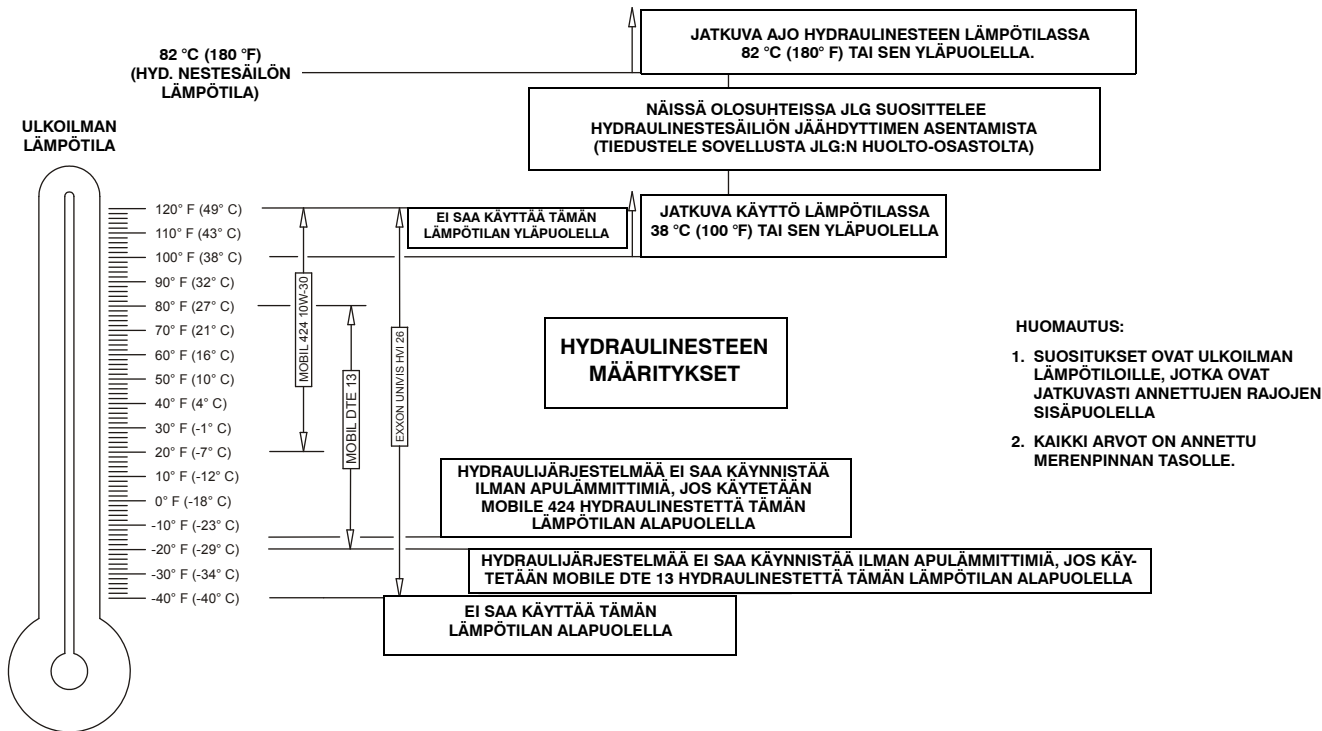 JATKUVA AJO HYDRAULINESTEEN LÄMPÖTILASSA
82 °C (180° F) TAI SEN YLÄPUOLELLA.
82 °C (180 °F)
(HYD. NESTESÄILÖN
LÄMPÖTILA)
NÄISSÄ OLOSUHTEISSA JLG SUOSITTELEE
HYDRAULINESTESÄILIÖN JÄÄHDYTTIMEN ASENTAMISTA
(TIEDUSTELE SOVELLUSTA JLG:N HUOLTO-OSASTOLTA)
ULKOILMAN
LÄMPÖTILA
120° F (49° C)
110° F (43° C)
100° F (38° C)
90° F (32° C)
80° F (27° C)
70° F (21° C)
60° F (16° C)
50° F (10° C)
40° F (4° C)
30° F (-1° C)
20° F (-7° C)
10° F (-12° C)
0° F (-18° C)
-10° F (-23° C)
-20° F (-29° C)
-30° F (-34° C)
-40° F (-40° C)
MOBIL 424 10W-30
MOBIL DTE 13
EXXON UNIVIS HVI 26
EI SAA KÄYTTÄÄ TÄMÄN
LÄMPÖTILAN YLÄPUOLELLA
JATKUVA KÄYTTÖ LÄMPÖTILASSA
38 °C (100 °F) TAI SEN YLÄPUOLELLA
HYDRAULINESTEEN
MÄÄRITYKSET
HUOMAUTUS:
1. SUOSITUKSET OVAT ULKOILMAN
LÄMPÖTILOILLE, JOTKA OVAT
JATKUVASTI ANNETTUJEN RAJOJEN
SISÄPUOLELLA
2. KAIKKI ARVOT ON ANNETTU
MERENPINNAN TASOLLE.
HYDRAULIJÄRJESTELMÄÄ EI SAA KÄYNNISTÄÄ
ILMAN APULÄMMITTIMIÄ, JOS KÄYTETÄÄN
MOBILE 424 HYDRAULINESTETTÄ TÄMÄN
LÄMPÖTILAN ALAPUOLELLA
HYDRAULIJÄRJESTELMÄÄ EI SAA KÄYNNISTÄÄ ILMAN APULÄMMITTIMIÄ, JOS KÄY-
TETÄÄN MOBILE DTE 13 HYDRAULINESTETTÄ TÄMÄN LÄMPÖTILAN ALAPUOLELLA
EI SAA KÄYTTÄÄ TÄMÄN
LÄMPÖTILAN ALAPUOLELLA